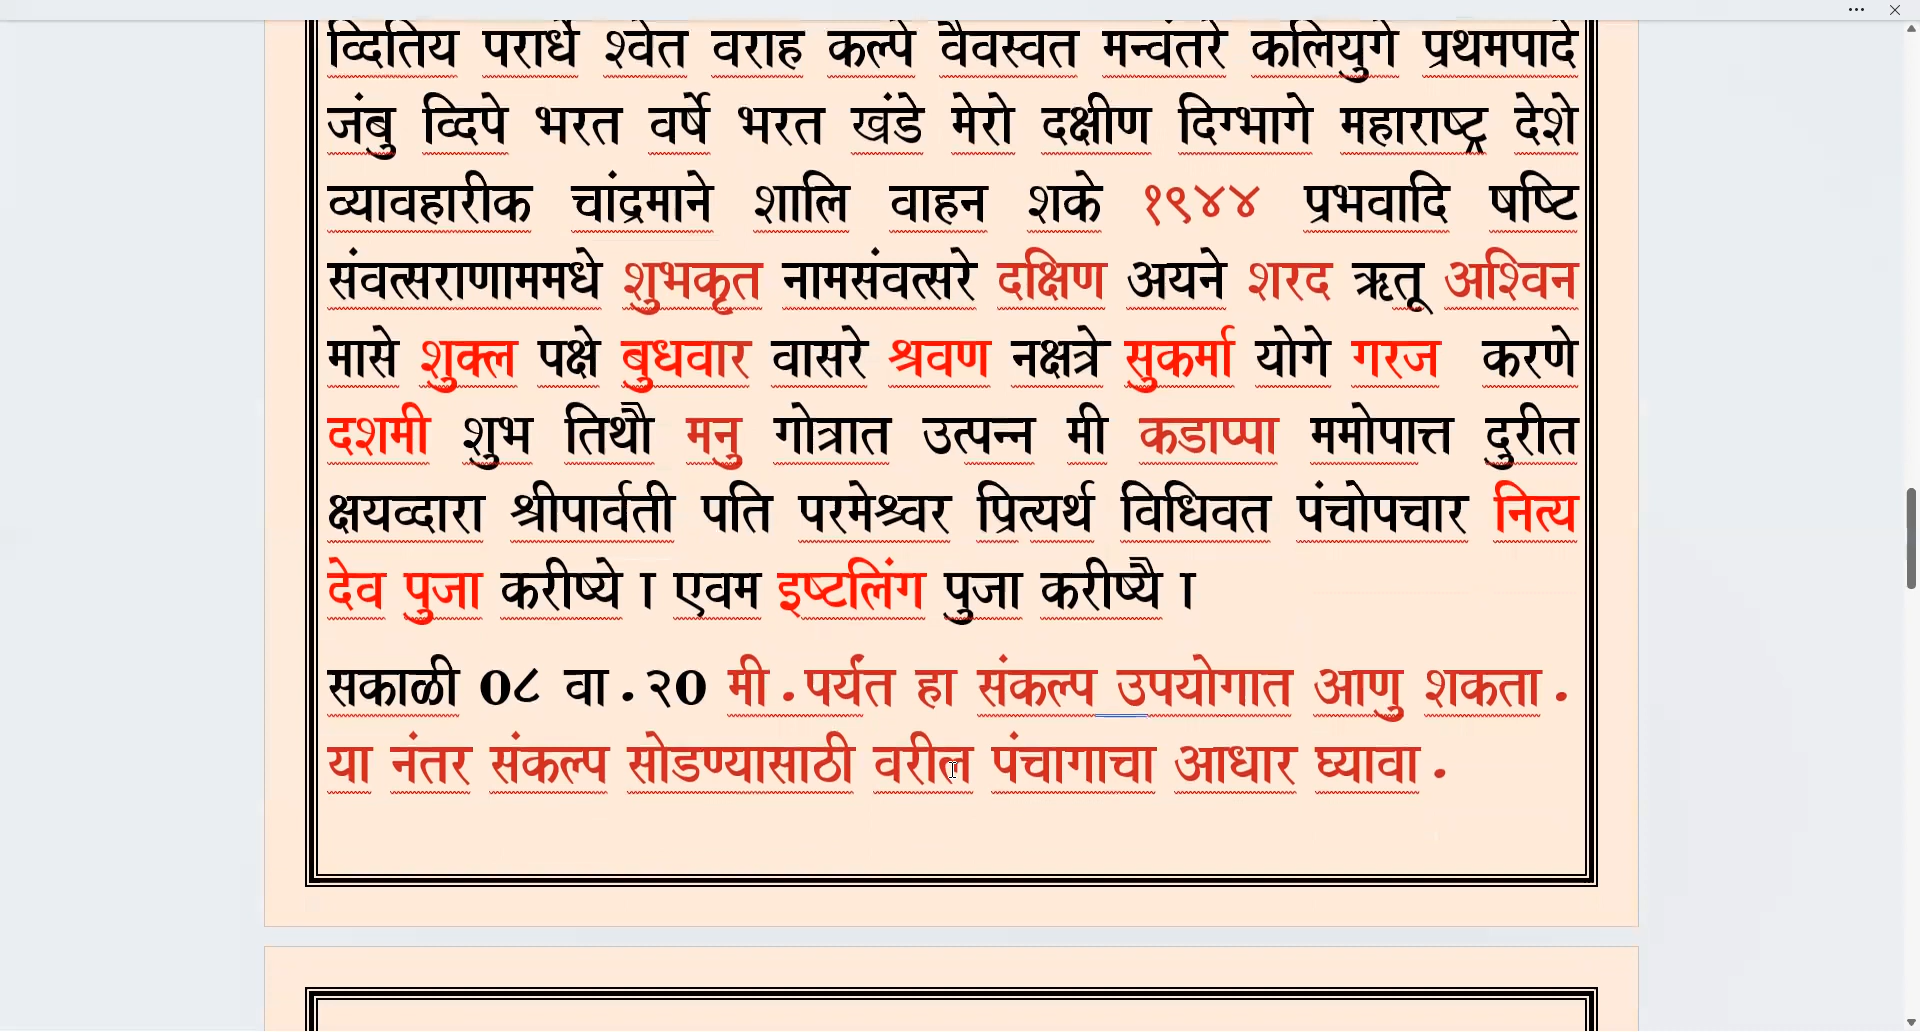 व्दितिय परार्धे श्वेत वराह कल्पे वैवस्वत मन्वंतरे कलियुगे प्रथमपादे
जंबु व्दिपे भरत वर्षे भरत खंडे मेरो दक्षीण दिग्भागे महाराष्ट्र देशे
व्यावहारीक चांद्रमाने शालि वाहन शके १९४४ प्रभवादि षष्टि
संवत्सराणाममधे शुभकृत नामसंवत्सरे दक्षिण अयने शरद ऋतू अश्विन
मासे शुक्ल पक्षे बुधवार वासरे श्रवण नक्षत्रे सुकर्मा योगे गरज करणे
दशमी शुभ तिथौ मनु गोत्रात उत्पन्न मी कडाप्पा ममोपात्त दुरीत
क्षयव्दारा श्रीपार्वती पति परमेश्वर प्रित्यर्थ विधिवत पंचोपचार नित्य
देव पुजा करीष्ये । एवम इष्टलिंग पुजा करीष्यै ।
सकाळी 0८ वा .२0 मी .पर्यंत हा संकल्प उपयोगात आणु शकता .
या नंतर संकल्प सोडण्यासाठी वरील पंचागाचा आधार घ्यावा .